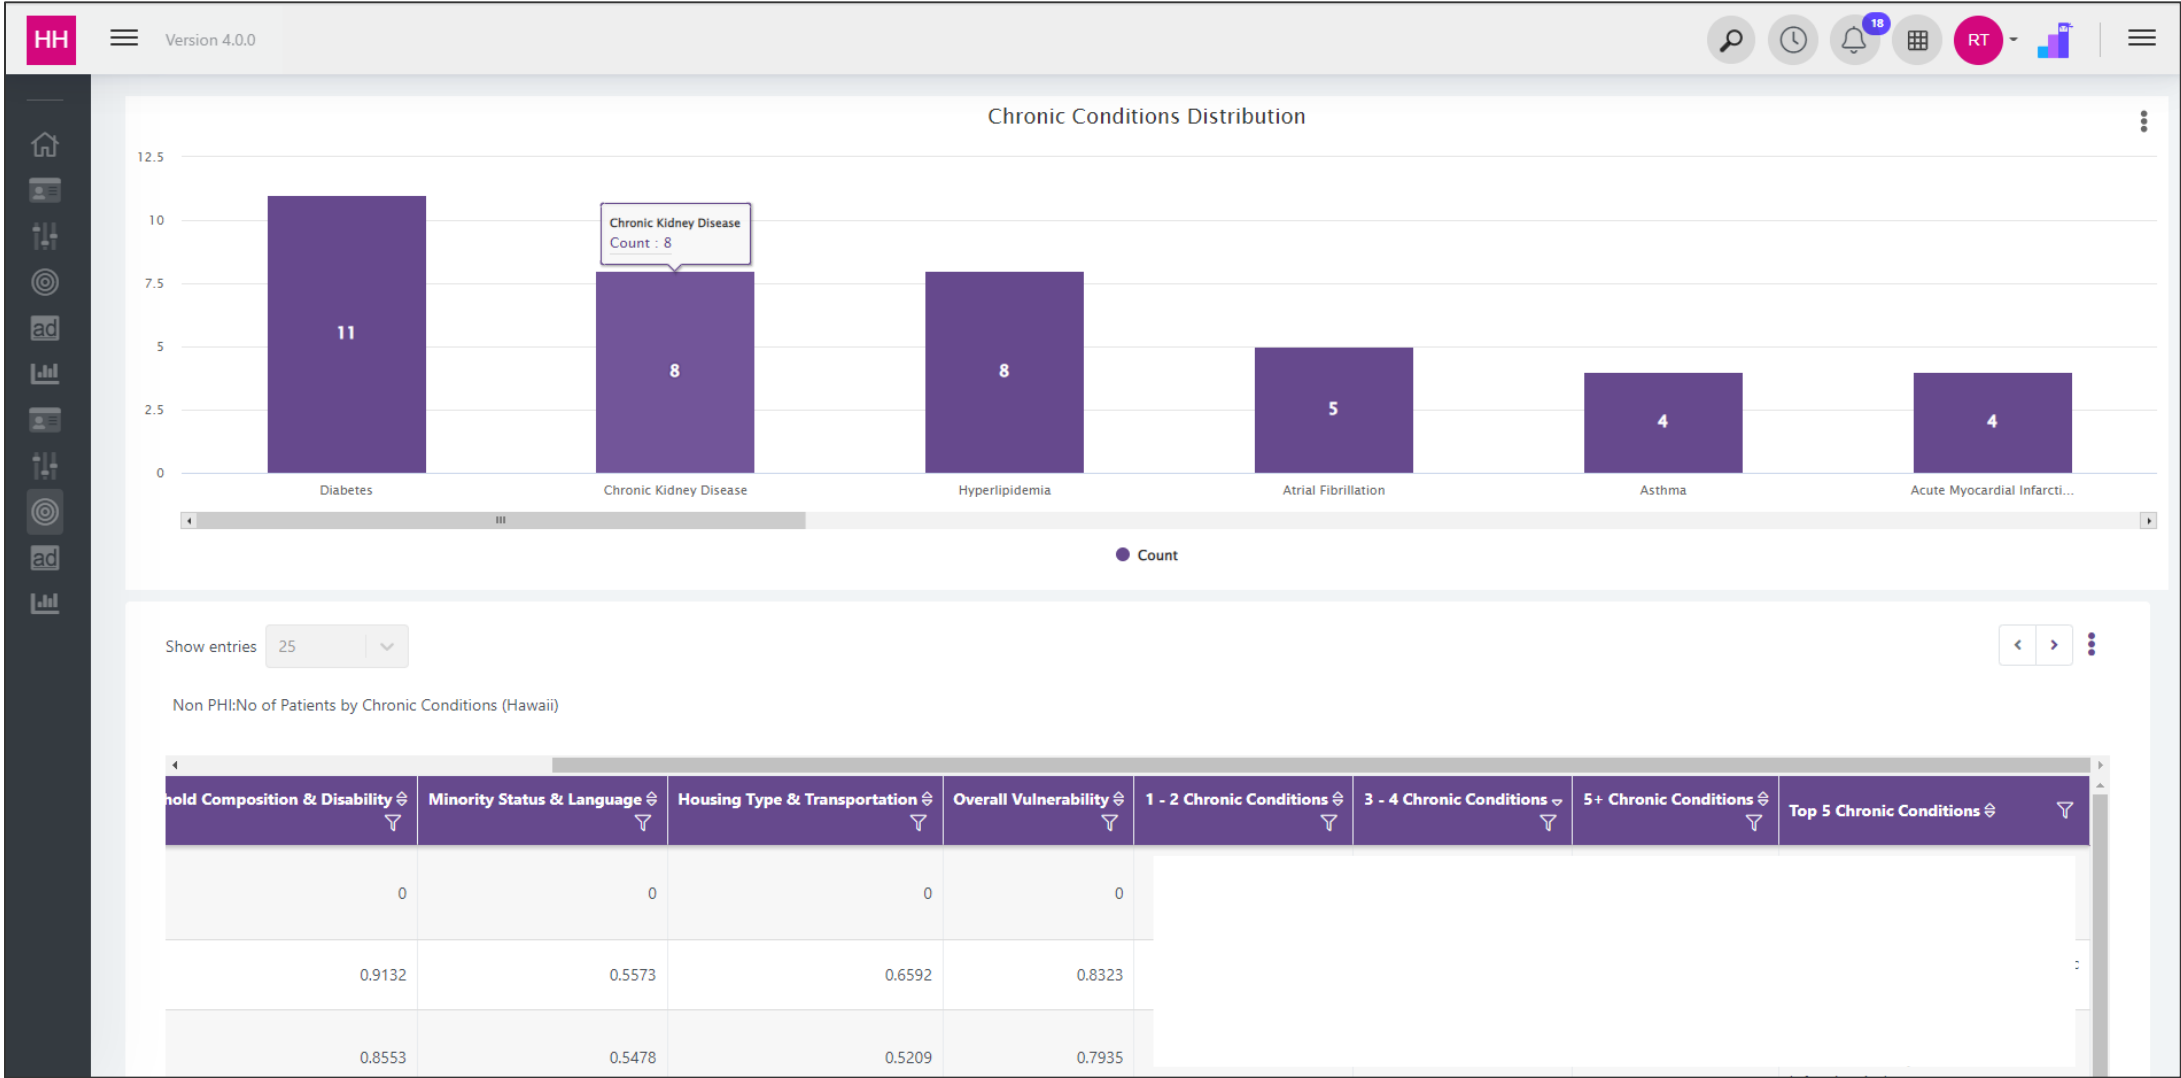 HH
Version 4.0.0
18
RT
Chronic Conditions Distribution
12.5
10
7.5
5
2.5
0
Chronic Kidney Disease
Count : 8
11
8
8
5
4
4
Diabetes
Chronic Kidney Disease
Hyperlipidemia
Atrial Fibrillation
Asthma
Acute Myocardial Infarcti...
Count
ad
ad
Show entries 25
Non PHI:No of Patients by Chronic Conditions (Hawaii)
hold Composition & Disability
Minority Status & Language
Housing Type & Transportation
Overall Vulnerability
1 - 2 Chronic Conditions
3 - 4 Chronic Conditions
5+ Chronic Conditions
Top 5 Chronic Conditions
0 0 0 0
0.9132 0.5573 0.6592 0.8323
0.8553 0.5478 0.5209 0.7935